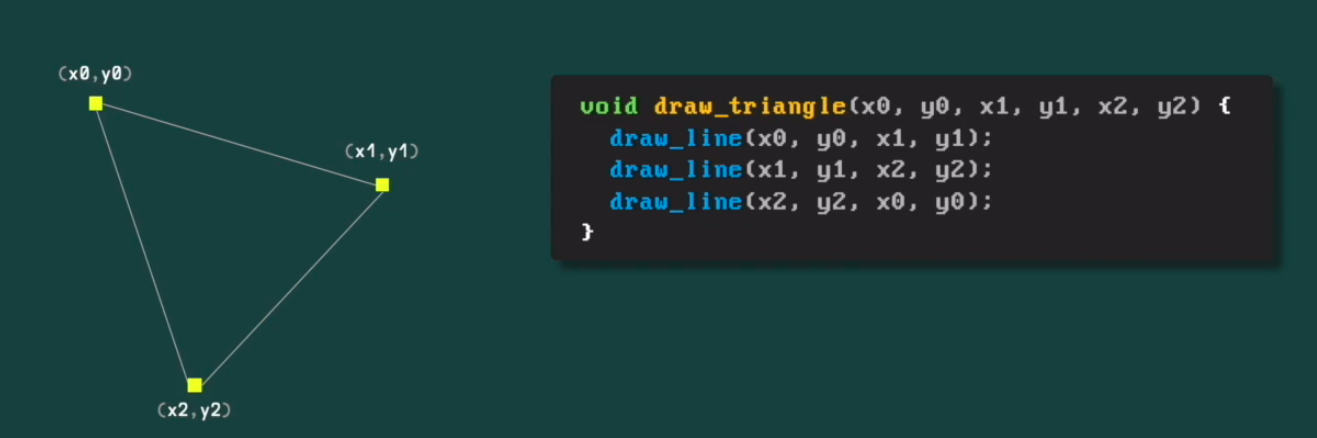 (x0,y0)
(x1,y1)
(x2,y2)
void draw_triangle(x0, y0, x1, y1, x2, y2) {
draw_line(x0, y0, x1, y1);
draw_line(x1, y1, x2, y2);
draw_line(x2, y2, x0, y0);
}